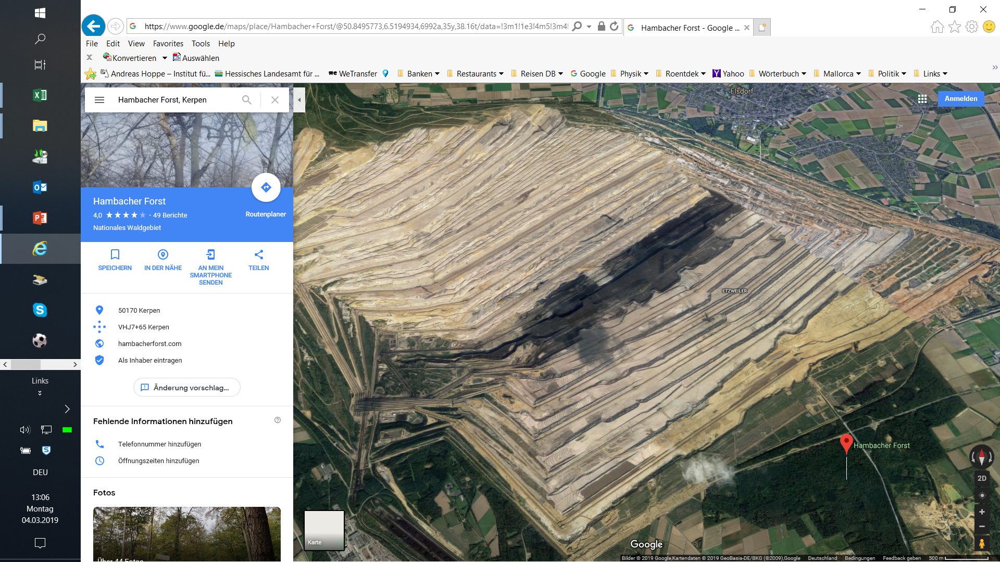 https://www.google.de/maps/place/Hambacher+Forst/@50.8495773,6.5194934,6992a,35y,38.16t/data=!3m1!1e3!4m5!3m4!
Hambacher Forst - Google ...
File Edit View Favorites Tools Help
Konvertieren Auswählen
Andreas Hoppe – Institut fü... Hessisches Landesamt für ... WeTransfer Banken Restaurants Reisen DB Google Physik Roentdek Yahoo Wörterbuch Mallorca Politik Links
Hambacher Forst, Kerpen
Elsdorf
Anmelden
Hambacher Forst
4,0 · 49 Berichte
Routenplaner
Nationales Waldgebiet
SPEICHERN
IN DER NÄHE
AN MEIN
SMARTPHONE
SENDEN
TEILEN
ETZWEILER
50170 Kerpen
VHJ7+65 Kerpen
hambacherforst.com
Als Inhaber eintragen
Änderung vorschlag...
Fehlende Informationen hinzufügen
Telefonnummer hinzufügen
Öffnungszeiten hinzufügen
Fotos
Über 44 Fotos
Hambacher Forst
2D
Karte
Google
Bilder © 2019 Google,Kartendaten © 2019 GeoBasis-DE/BKG (©2009),Google Deutschland Bedingungen Feedback geben 500 m
Links
DEU
13:06
Montag
04.03.2019